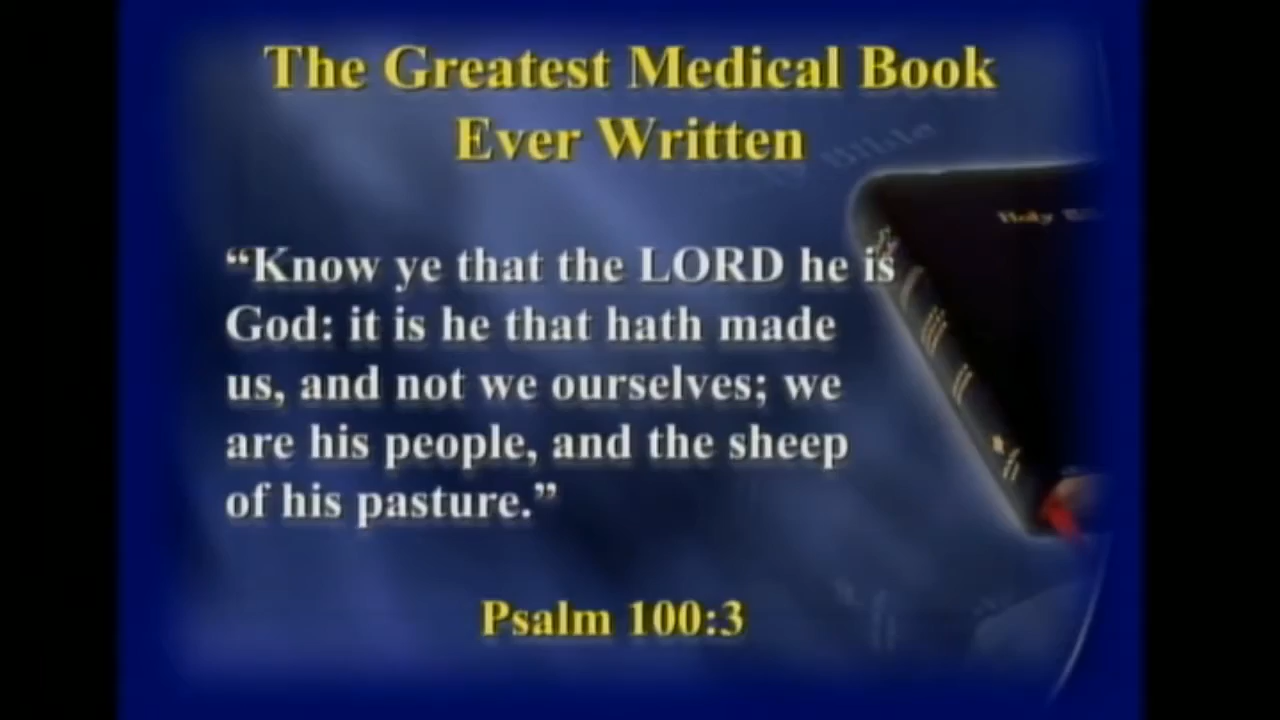 The Greatest Medical Book
Ever Written
“Know ye that the LORD he is
God: it is he that hath made
us, and not we ourselves; we
are his people, and the sheep
of his pasture.”
Psalm 100:3
Holy
Bible